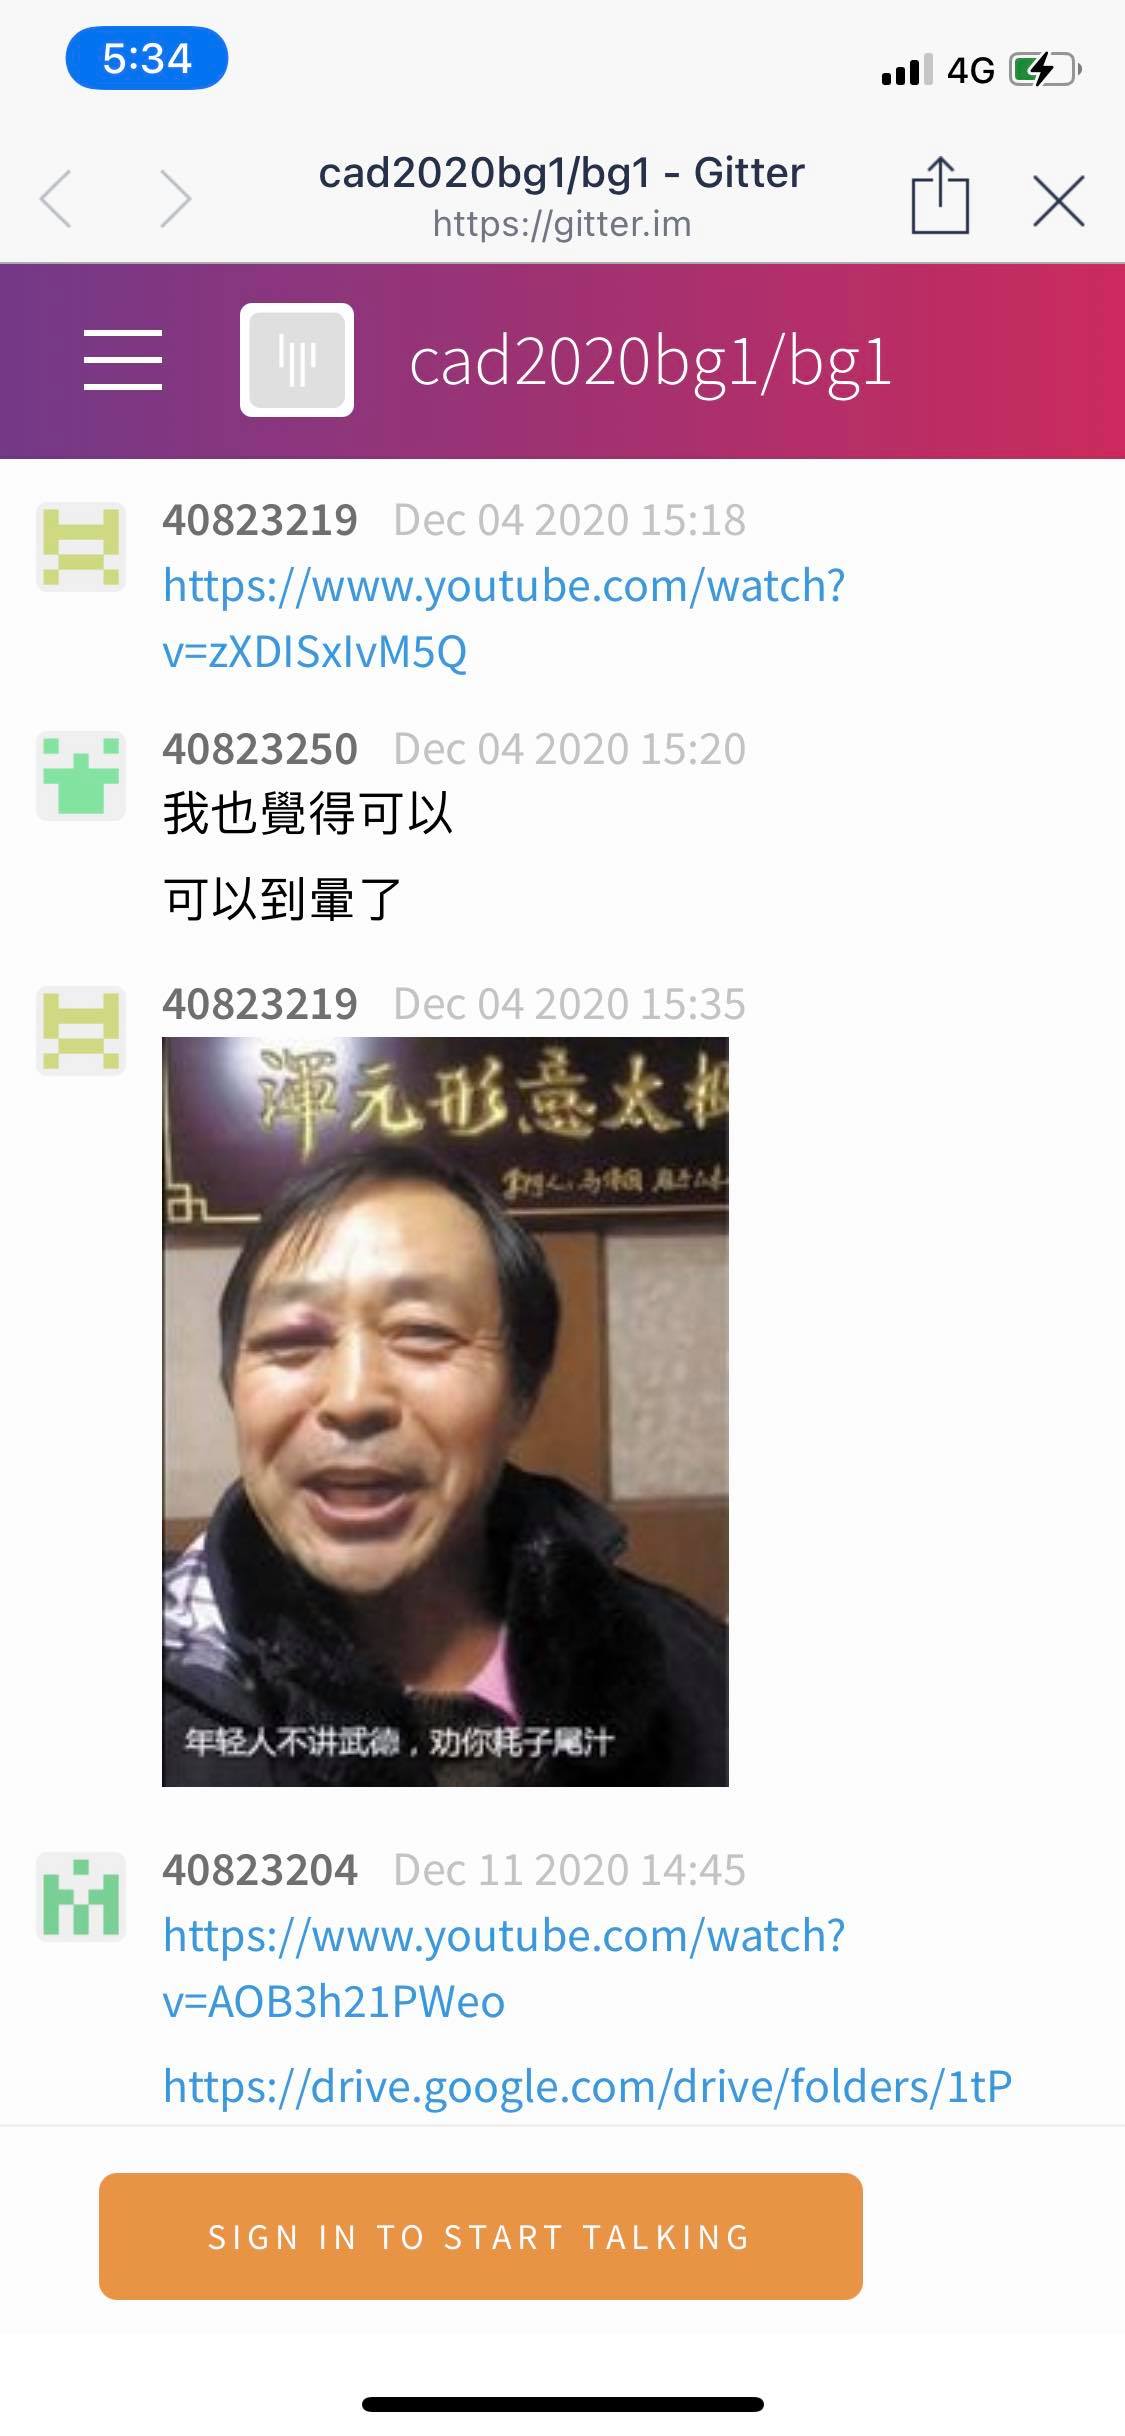 5:34
4G
cad2020bg1/bg1 - Gitter
https://gitter.im
cad2020bg1/bg1
40823219 Dec 04 2020 15:18
https://www.youtube.com/watch?
v=zXDISxIvM5Q
40823250 Dec 04 2020 15:20
我也覺得可以
可以到暈了
40823219 Dec 04 2020 15:35
渾元形意太極
年轻人不讲武德，劝你耗子尾汁
40823204 Dec 11 2020 14:45
https://www.youtube.com/watch?
v=AOB3h21PWeo
https://drive.google.com/drive/folders/1tP
SIGN IN TO START TALKING